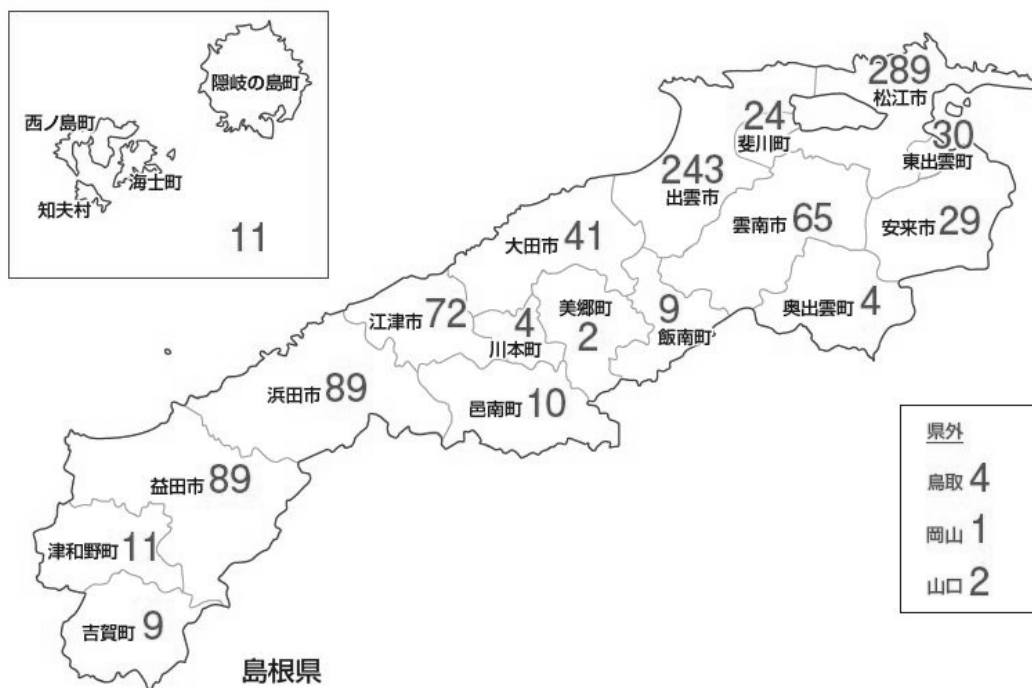 隠岐の島町
西ノ島町
海士町
知夫村
11
289
松江市
24
斐川町
30
東出雲町
243
出雲市
雲南市 65
安来市 29
大田市 41
奥出雲町 4
江津市 72
4
川本町
美郷町
2
9
飯南町
浜田市 89
邑南町 10
益田市 89
津和野町 11
吉賀町 9
島根県
県外
鳥取 4
岡山 1
山口 2